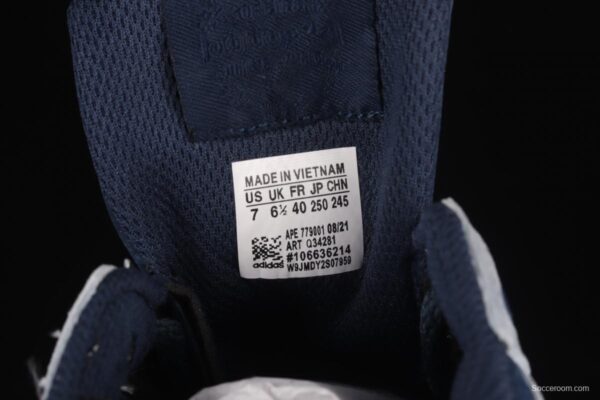 MADE IN VIETNAM
US UK FR JP CHN
7 6½ 40 250 245
APE 779001 08/21
ART Q34281
#106636214
adidas W9JMDY2S07959
Socceroom.com